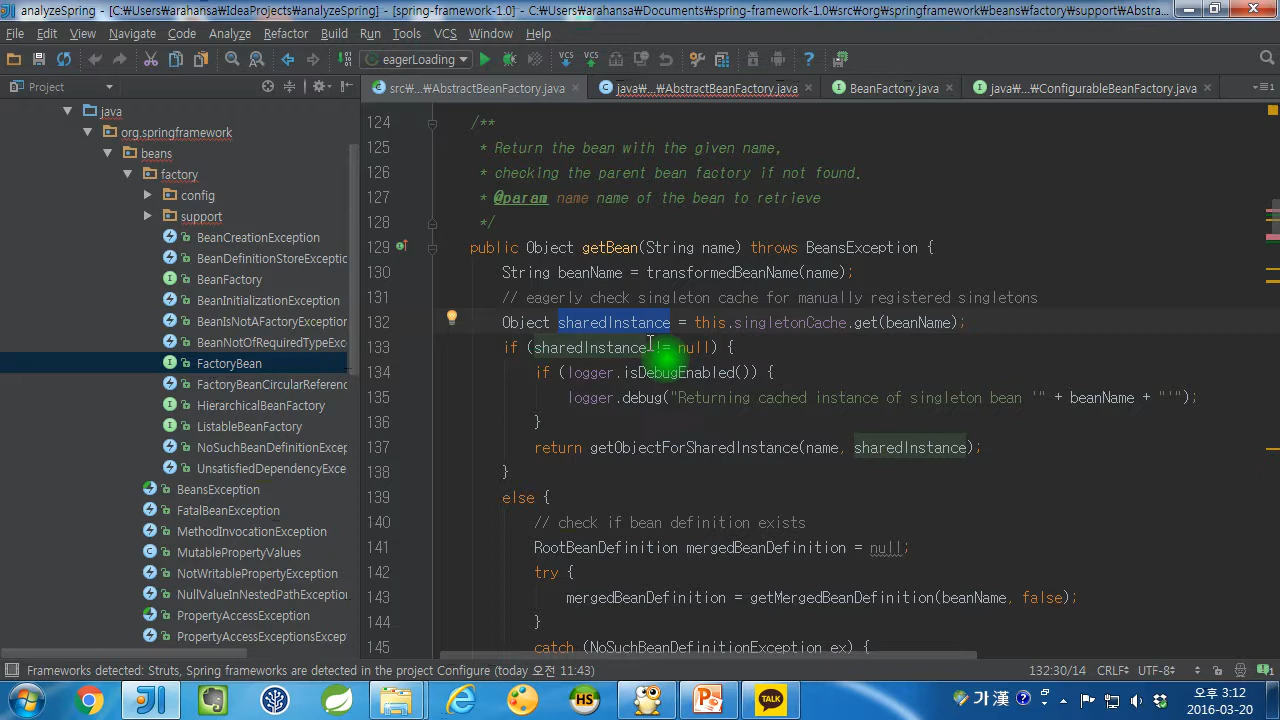 analyzeSpring - [C:₩Users₩arahansa₩IdeaProjects₩analyzeSpring] - [spring-framework-1.0] - C:₩Users₩arahansa₩Documents₩spring-framework-1.0₩src₩org₩springframework₩beans₩factory₩support₩Abstra...
File Edit View Navigate Code Analyze Refactor Build Run Tools VCS Window Help
eagerLoading VCS VCS
Project
src₩...₩AbstractBeanFactory.java
java₩...₩AbstractBeanFactory.java
BeanFactory.java
java₩...₩ConfigurableBeanFactory.java
java
org.springframework
beans
factory
config
support
BeanCreationException
BeanDefinitionStoreExceptic
BeanFactory
BeanInitializationException
BeanIsNotAFactoryExceptior
BeanNotOfRequiredTypeExc
FactoryBean
FactoryBeanCircularReferenc
HierarchicalBeanFactory
ListableBeanFactory
NoSuchBeanDefinitionExcep
UnsatisfiedDependencyExce
BeansException
FatalBeanException
MethodInvocationException
MutablePropertyValues
NotWritablePropertyException
NullValueInNestedPathException
PropertyAccessException
PropertyAccessExceptionsExcept
124 /**
125 * Return the bean with the given name,
126 * checking the parent bean factory if not found.
127 * @param name name of the bean to retrieve
128 */
129 public Object getBean(String name) throws BeansException {
130 String beanName = transformedBeanName(name);
131 // eagerly check singleton cache for manually registered singletons
132 Object sharedInstance = this.singletonCache.get(beanName);
133 if (sharedInstance != null) {
134 if (logger.isDebugEnabled()) {
135 logger.debug("Returning cached instance of singleton bean '" + beanName + "'");
136 }
137 return getObjectForSharedInstance(name, sharedInstance);
138 }
139 else {
140 // check if bean definition exists
141 RootBeanDefinition mergedBeanDefinition = null;
142 try {
143 mergedBeanDefinition = getMergedBeanDefinition(beanName, false);
144 }
145 catch (NoSuchBeanDefinitionException ex) {
Frameworks detected: Struts, Spring frameworks are detected in the project Configure (today 오전 11:43)
132:30/14 CRLF÷ UTF-8÷
HS TALK 가 漢
오후 3:12
2016-03-20